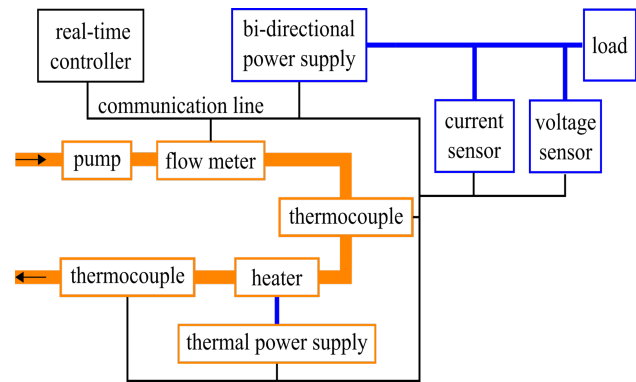 real-time
controller
bi-directional
power supply
load
communication line
current
sensor
voltage
sensor
pump
flow meter
thermocouple
thermocouple
heater
thermal power supply